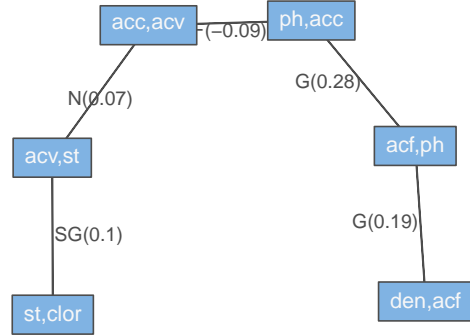 acc,acv
ph,acc
(−0.09)
N(0.07)
G(0.28)
acv,st
acf,ph
SG(0.1)
G(0.19)
st,clor
den,acf